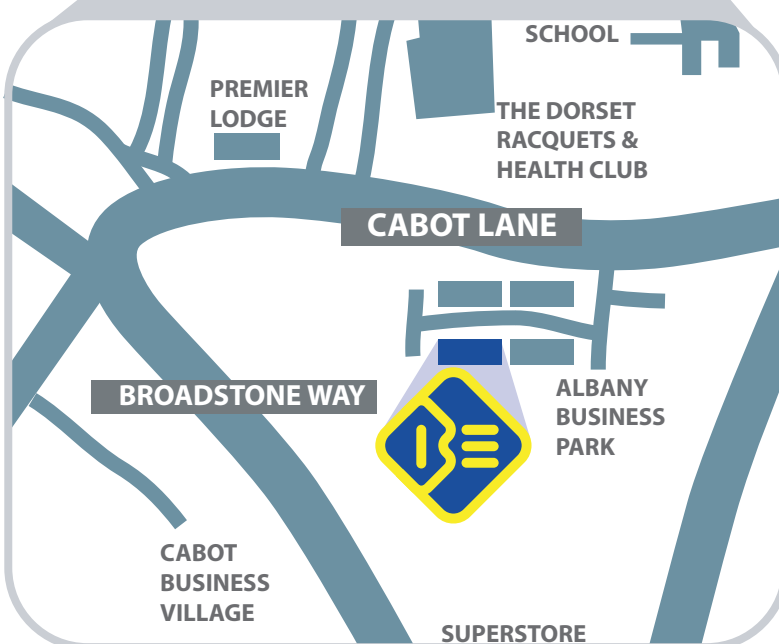 SCHOOL
PREMIER
LODGE
THE DORSET
RACQUETS &
HEALTH CLUB
CABOT LANE
BROADSTONE WAY
ALBANY
BUSINESS
PARK
CABOT
BUSINESS
VILLAGE
SUPERSTORE